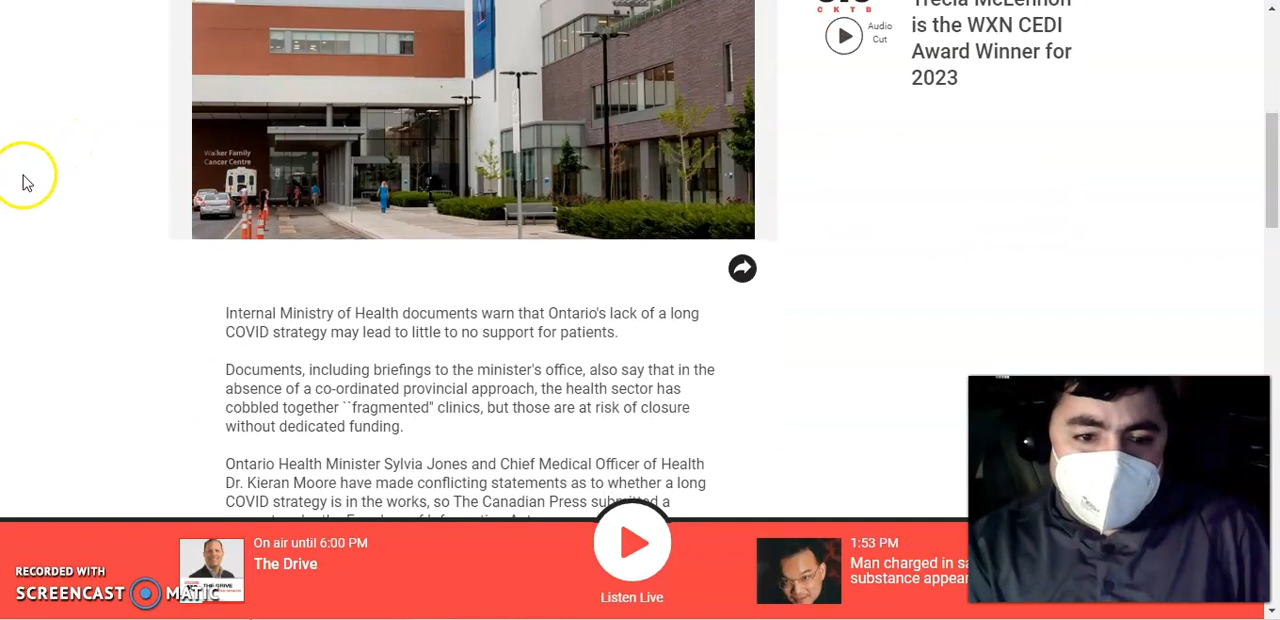 CKTB
Audio
Cut
Trecia McLennon
is the WXN CEDI
Award Winner for
2023
Walker Family
Cancer Centre
Internal Ministry of Health documents warn that Ontario's lack of a long
COVID strategy may lead to little to no support for patients.
Documents, including briefings to the minister's office, also say that in the
absence of a co-ordinated provincial approach, the health sector has
cobbled together ``fragmented'' clinics, but those are at risk of closure
without dedicated funding.
Ontario Health Minister Sylvia Jones and Chief Medical Officer of Health
Dr. Kieran Moore have made conflicting statements as to whether a long
COVID strategy is in the works, so The Canadian Press submitted a
On air until 6:00 PM
The Drive
THE DRIVE
Listen Live
1:53 PM
Man charged in
substance appear
RECORDED WITH
SCREENCAST MATIC